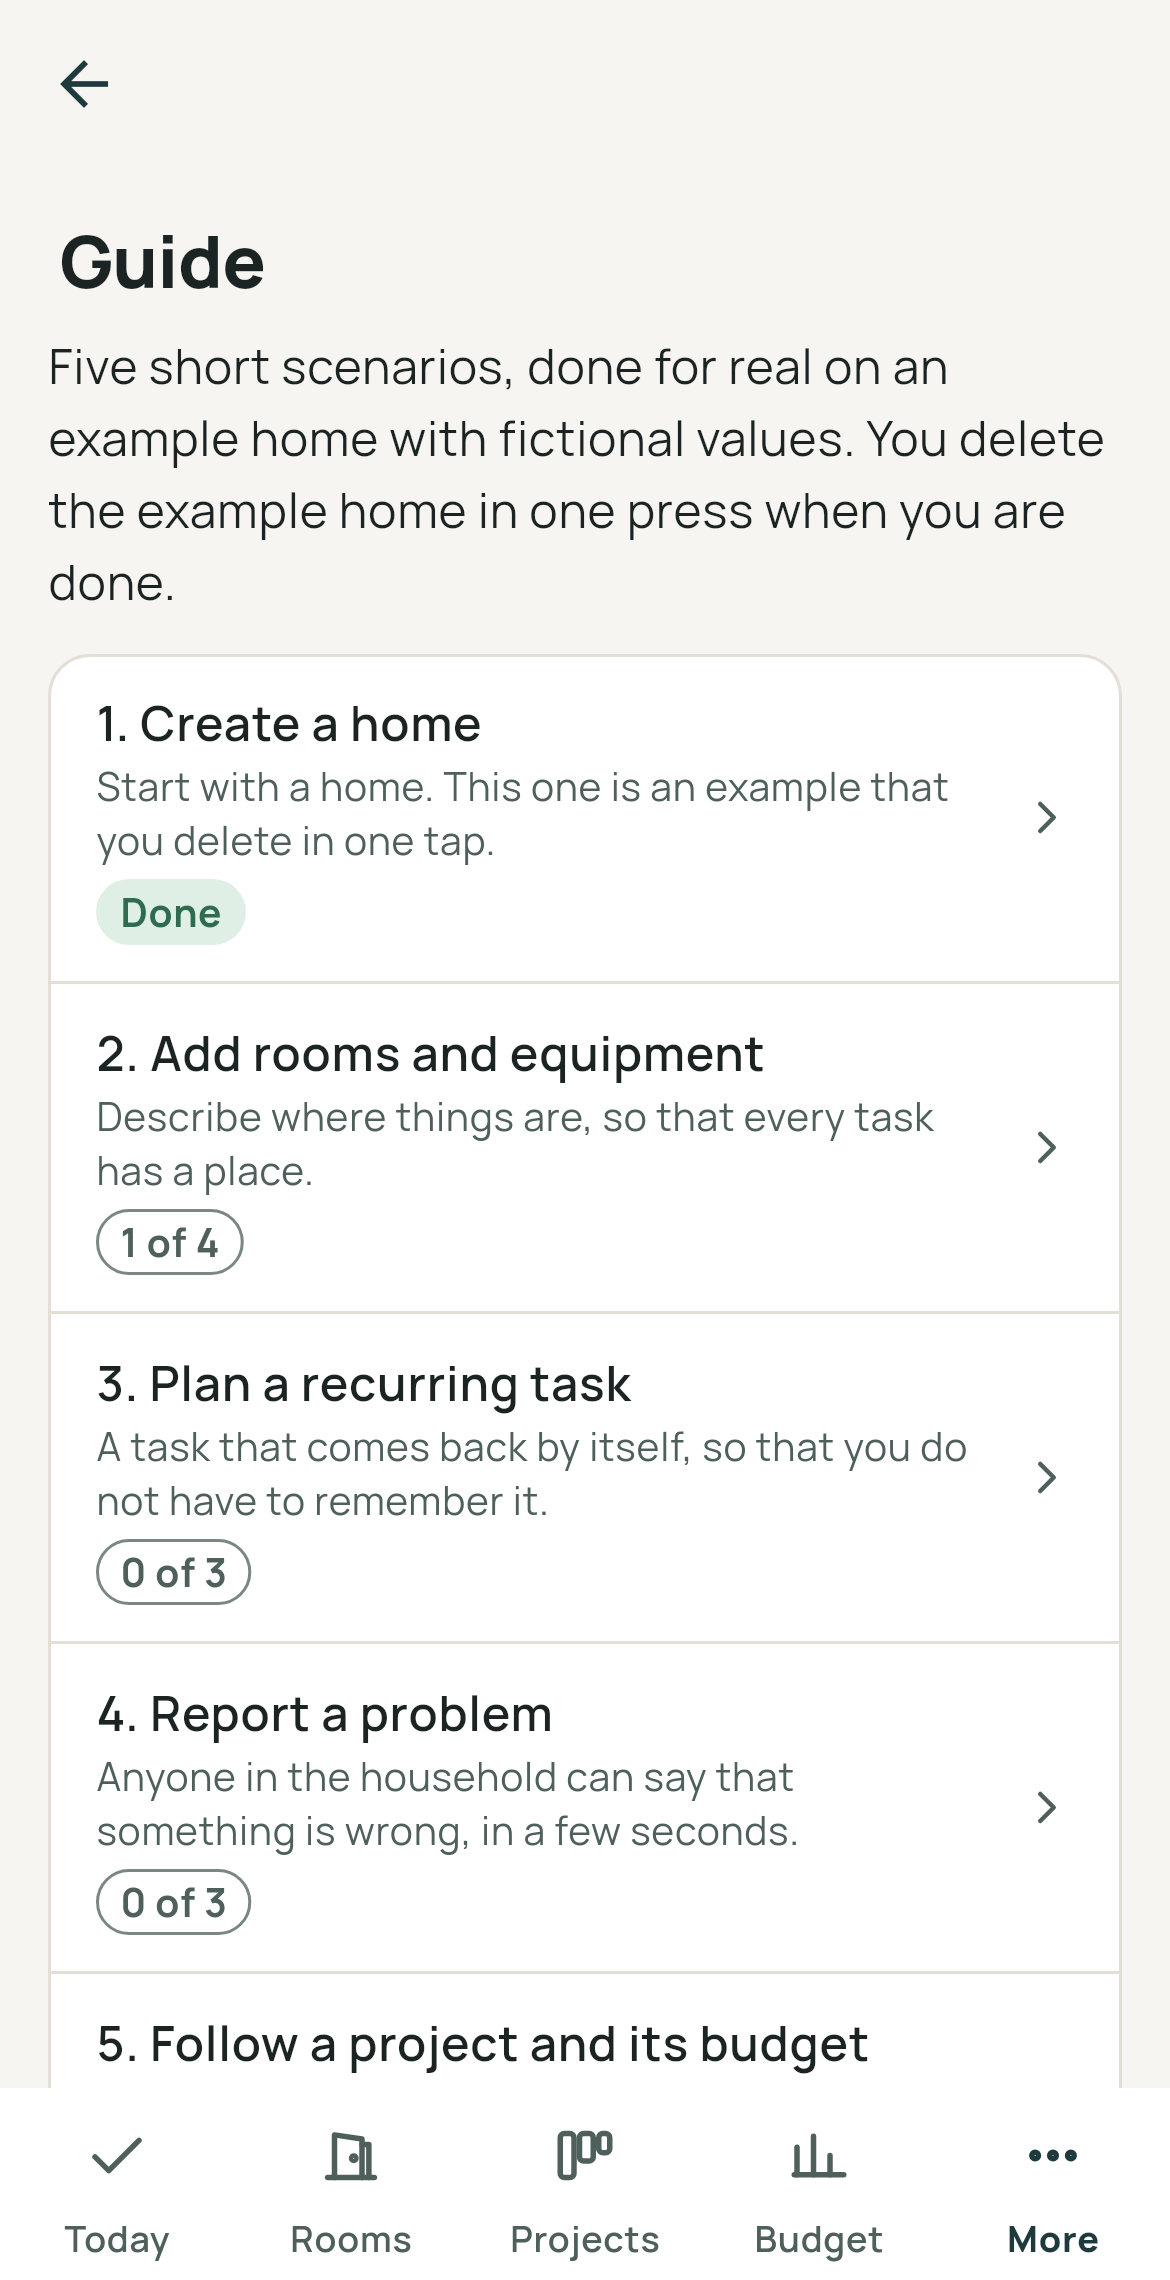 Guide
Five short scenarios, done for real on an
example home with fictional values. You delete
the example home in one press when you are
done.
1. Create a home
Start with a home. This one is an example that
you delete in one tap.
Done
2. Add rooms and equipment
Describe where things are, so that every task
has a place.
1 of 4
3. Plan a recurring task
A task that comes back by itself, so that you do
not have to remember it.
0 of 3
4. Report a problem
Anyone in the household can say that
something is wrong, in a few seconds.
0 of 3
5. Follow a project and its budget
Today
Rooms
Projects
Budget
More